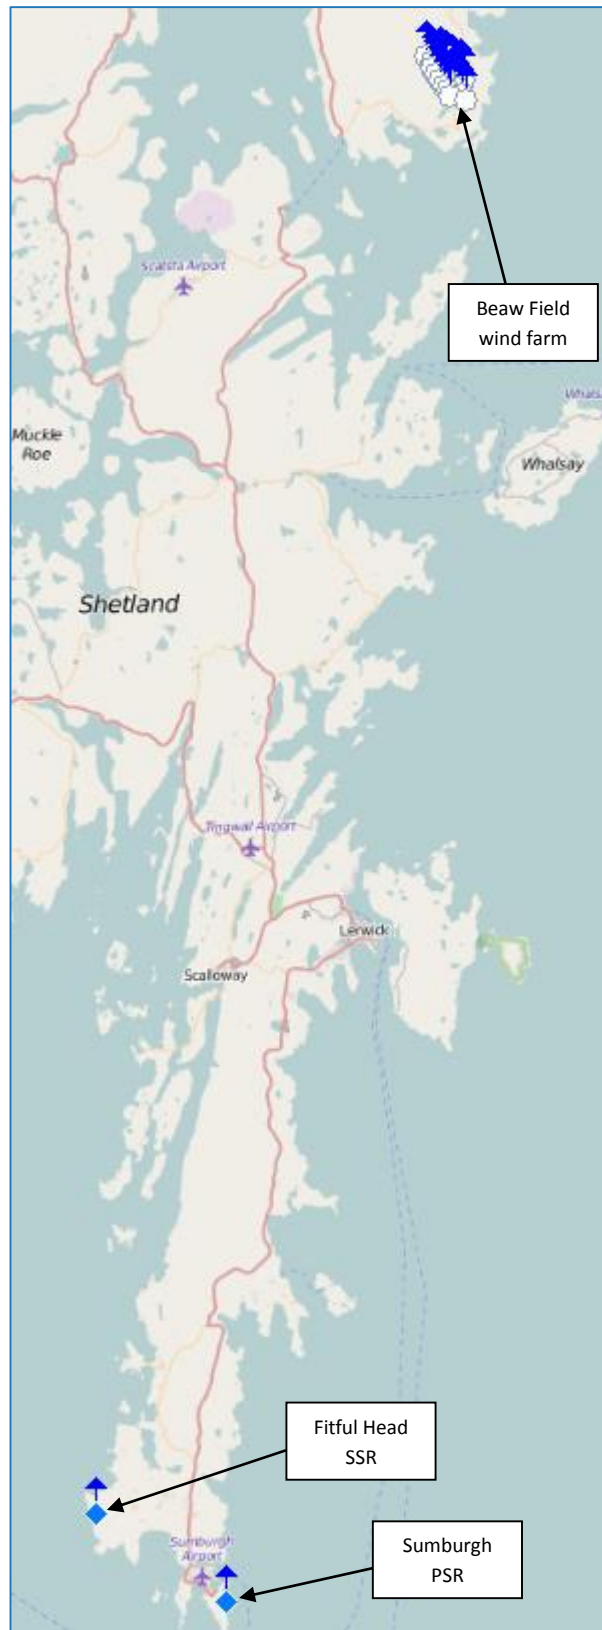 Scatsta Airport
Beaw Field
wind farm
Muckle
Roe
Whalsay
Shetland
Tingwall Airport
Lerwick
Scalloway
Fitful Head
SSR
Sumburgh
Airport
Sumburgh
PSR